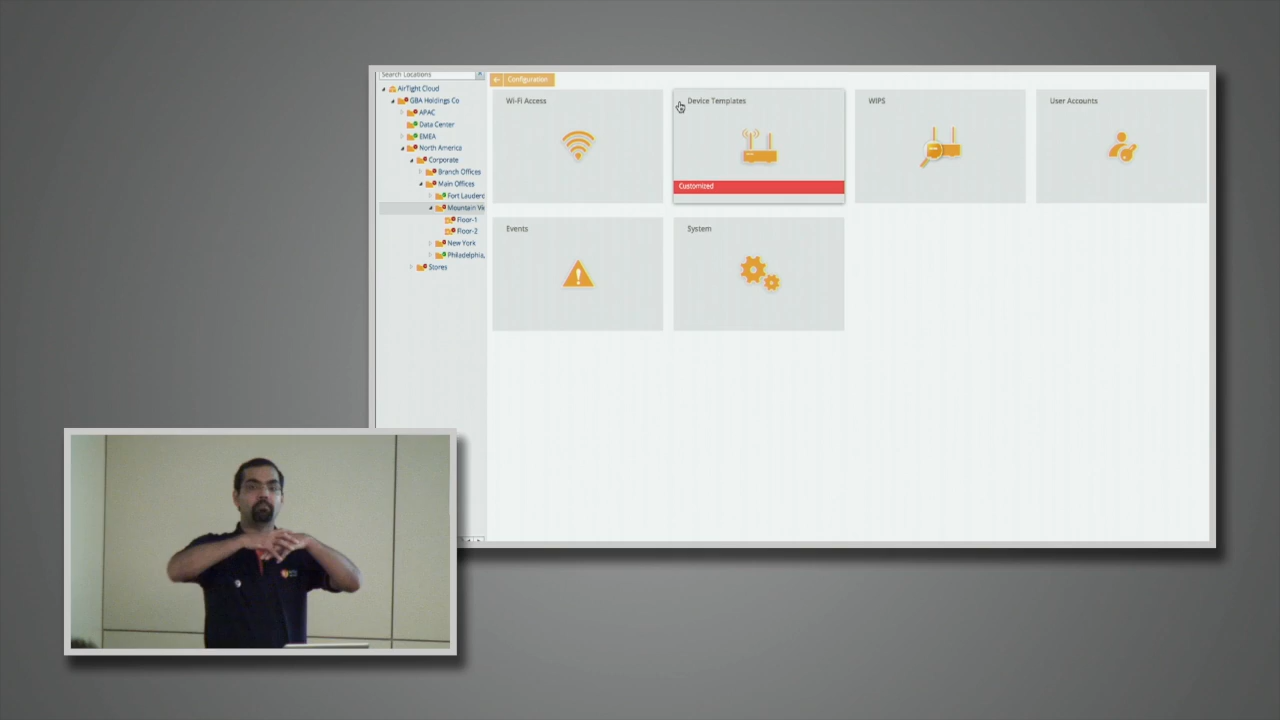 Search Locations
AirTight Cloud
GBA Holdings Co
APAC
Data Center
EMEA
North America
Corporate
Branch Offices
Main Offices
Fort Lauderd
Mountain Vi
Floor-1
Floor-2
New York
Philadelphia,
Stores
Configuration
Wi-Fi Access
Device Templates
WIPS
User Accounts
Customized
Events
System